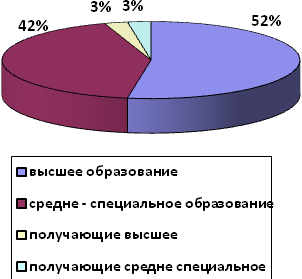 3% 3%
42% 52%
высшее образование
средне - специальное образование
получающие высшее
получающие средне специальное